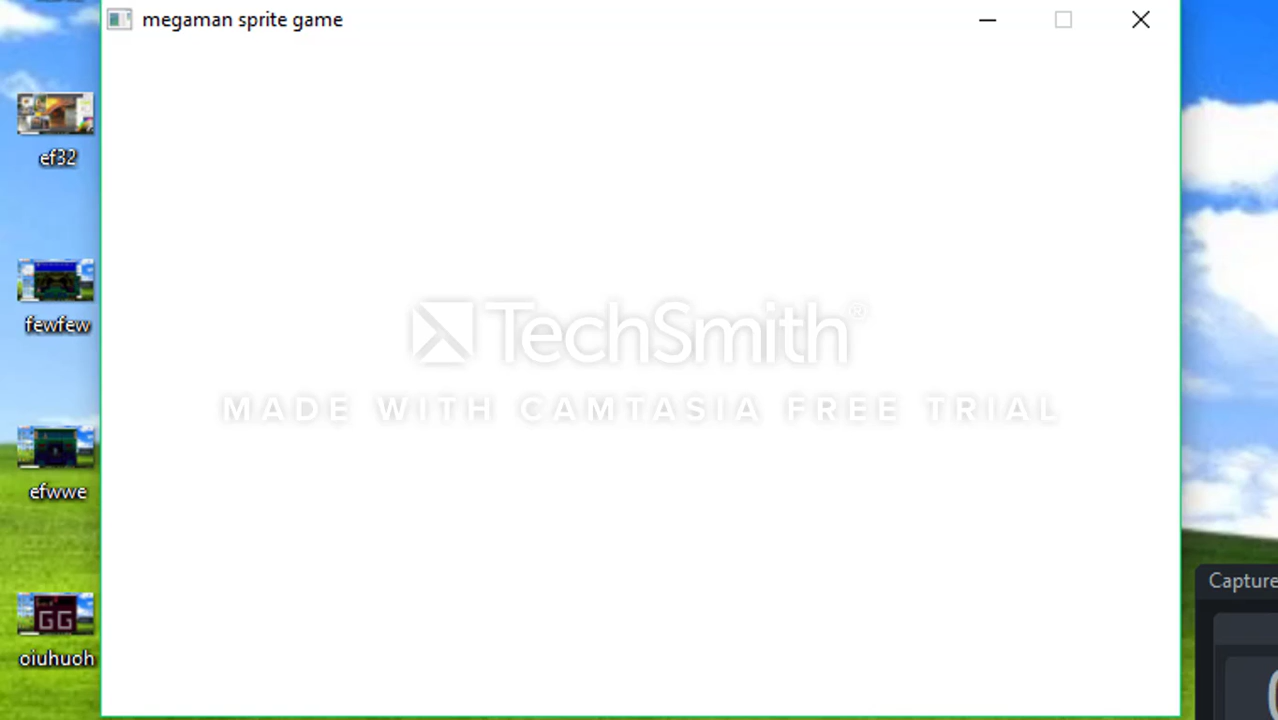 megaman sprite game
ef32
fewfew
TechSmith®
MADE WITH CAMTASIA FREE TRIAL
efwwe
Capture
GG
oiuhuoh